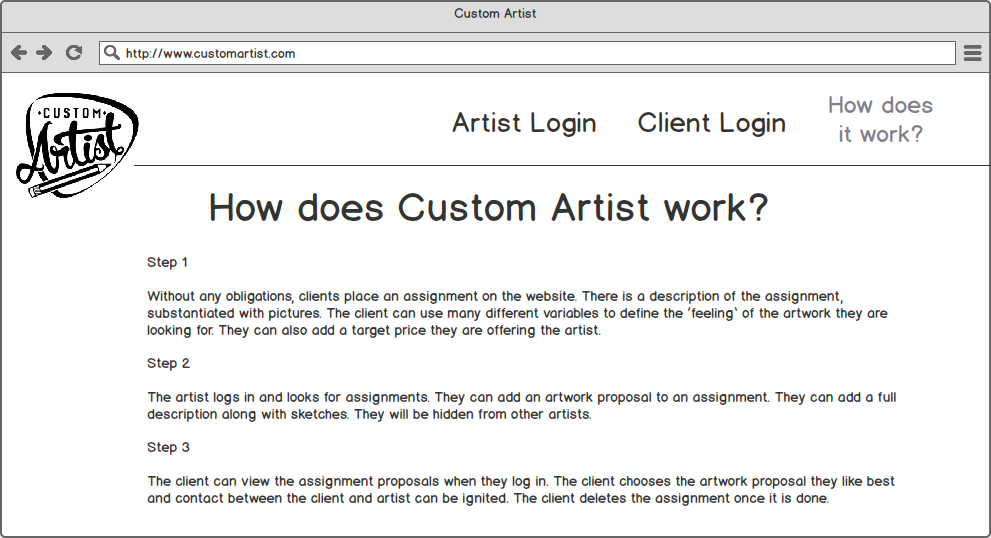 Custom Artist
http://www.customartist.com
CUSTOM
Artist
Artist Login
Client Login
How does
it work?
How does Custom Artist work?
Step 1
Without any obligations, clients place an assignment on the website. There is a description of the assignment,
substantiated with pictures. The client can use many different variables to define the ‘feeling‘ of the artwork they are
looking for. They can also add a target price they are offering the artist.
Step 2
The artist logs in and looks for assignments. They can add an artwork proposal to an assignment. They can add a full
description along with sketches. They will be hidden from other artists.
Step 3
The client can view the assignment proposals when they log in. The client chooses the artwork proposal they like best
and contact between the client and artist can be ignited. The client deletes the assignment once it is done.